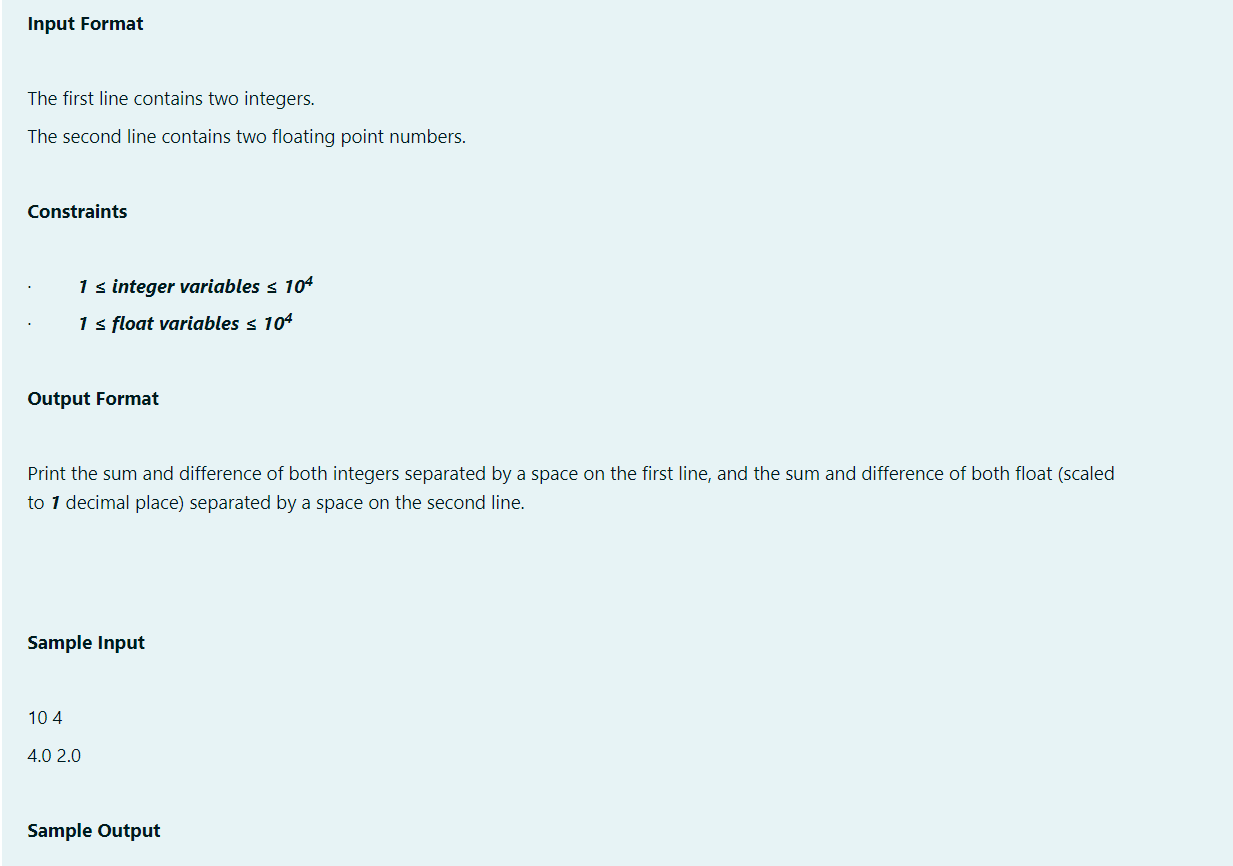 Input Format
The first line contains two integers.
The second line contains two floating point numbers.
Constraints
· 1 ≤ integer variables ≤ 10⁴
· 1 ≤ float variables ≤ 10⁴
Output Format
Print the sum and difference of both integers separated by a space on the first line, and the sum and difference of both float (scaled
to 1 decimal place) separated by a space on the second line.
Sample Input
10 4
4.0 2.0
Sample Output